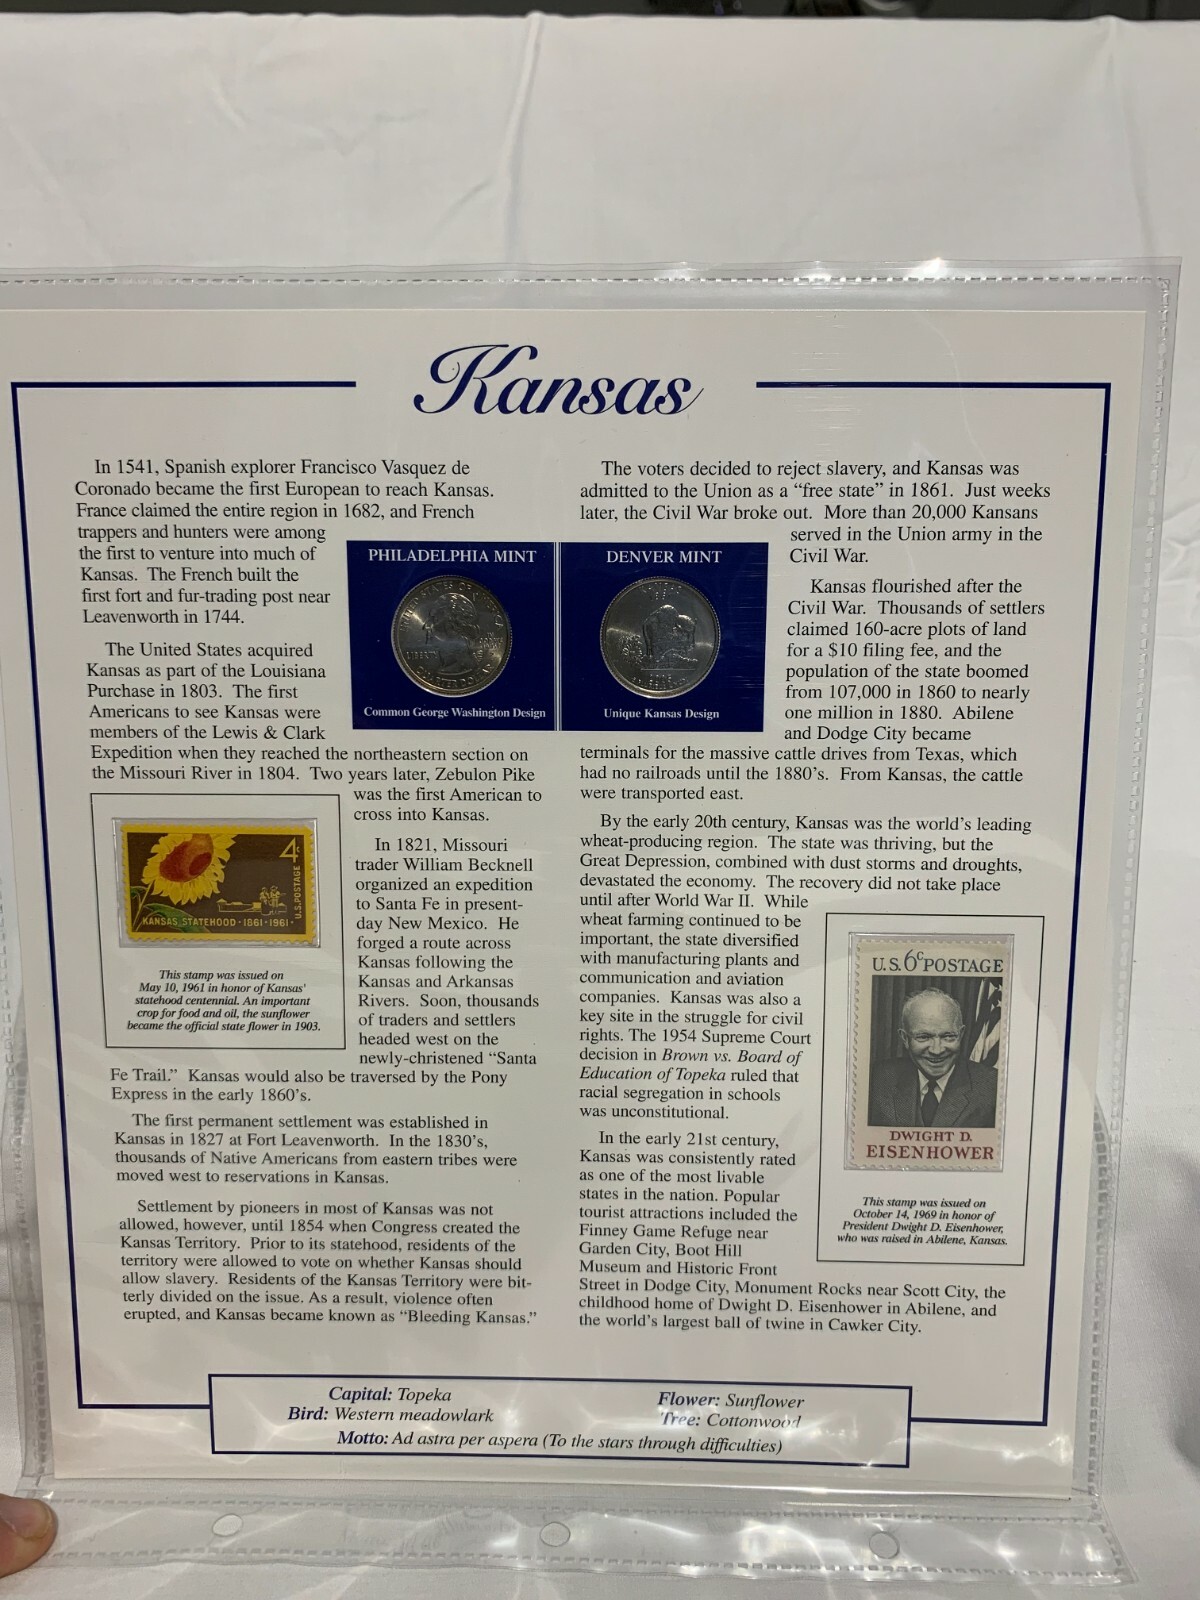 Kansas
In 1541, Spanish explorer Francisco Vasquez de
Coronado became the first European to reach Kansas.
France claimed the entire region in 1682, and French
trappers and hunters were among
the first to venture into much of
Kansas. The French built the
first fort and fur-trading post near
Leavenworth in 1744.
The United States acquired
Kansas as part of the Louisiana
Purchase in 1803. The first
Americans to see Kansas were
members of the Lewis & Clark
Expedition when they reached the northeastern section on
the Missouri River in 1804. Two years later, Zebulon Pike
was the first American to
cross into Kansas.
In 1821, Missouri
trader William Becknell
organized an expedition
to Santa Fe in present-
day New Mexico. He
forged a route across
Kansas following the
Kansas and Arkansas
Rivers. Soon, thousands
of traders and settlers
headed west on the
newly-christened “Santa
Fe Trail.” Kansas would also be traversed by the Pony
Express in the early 1860’s.
The first permanent settlement was established in
Kansas in 1827 at Fort Leavenworth. In the 1830’s,
thousands of Native Americans from eastern tribes were
moved west to reservations in Kansas.
Settlement by pioneers in most of Kansas was not
allowed, however, until 1854 when Congress created the
Kansas Territory. Prior to its statehood, residents of the
territory were allowed to vote on whether Kansas should
allow slavery. Residents of the Kansas Territory were bit-
terly divided on the issue. As a result, violence often
erupted, and Kansas became known as “Bleeding Kansas.”
4c
U.S. POSTAGE
KANSAS STATEHOOD · 1861-1961 ·
This stamp was issued on
May 10, 1961 in honor of Kansas’
statehood centennial. An important
crop for food and oil, the sunflower
became the official state flower in 1903.
PHILADELPHIA MINT
UNITED STATES OF AMERICA
LIBERTY
QUARTER DOLLAR
Common George Washington Design
DENVER MINT
KANSAS
1861
2005
Unique Kansas Design
The voters decided to reject slavery, and Kansas was
admitted to the Union as a “free state” in 1861. Just weeks
later, the Civil War broke out. More than 20,000 Kansans
served in the Union army in the
Civil War.
Kansas flourished after the
Civil War. Thousands of settlers
claimed 160-acre plots of land
for a $10 filing fee, and the
population of the state boomed
from 107,000 in 1860 to nearly
one million in 1880. Abilene
and Dodge City became
terminals for the massive cattle drives from Texas, which
had no railroads until the 1880’s. From Kansas, the cattle
were transported east.
By the early 20th century, Kansas was the world’s leading
wheat-producing region. The state was thriving, but the
Great Depression, combined with dust storms and droughts,
devastated the economy. The recovery did not take place
until after World War II. While
wheat farming continued to be
important, the state diversified
with manufacturing plants and
communication and aviation
companies. Kansas was also a
key site in the struggle for civil
rights. The 1954 Supreme Court
decision in Brown vs. Board of
Education of Topeka ruled that
racial segregation in schools
was unconstitutional.
In the early 21st century,
Kansas was consistently rated
as one of the most livable
states in the nation. Popular
tourist attractions included the
Finney Game Refuge near
Garden City, Boot Hill
Museum and Historic Front
Street in Dodge City, Monument Rocks near Scott City, the
childhood home of Dwight D. Eisenhower in Abilene, and
the world’s largest ball of twine in Cawker City.
U.S. 6c POSTAGE
DWIGHT D.
EISENHOWER
This stamp was issued on
October 14, 1969 in honor of
President Dwight D. Eisenhower,
who was raised in Abilene, Kansas.
Capital: Topeka
Flower: Sunflower
Bird: Western meadowlark
Tree: Cottonwood
Motto: Ad astra per aspera (To the stars through difficulties)